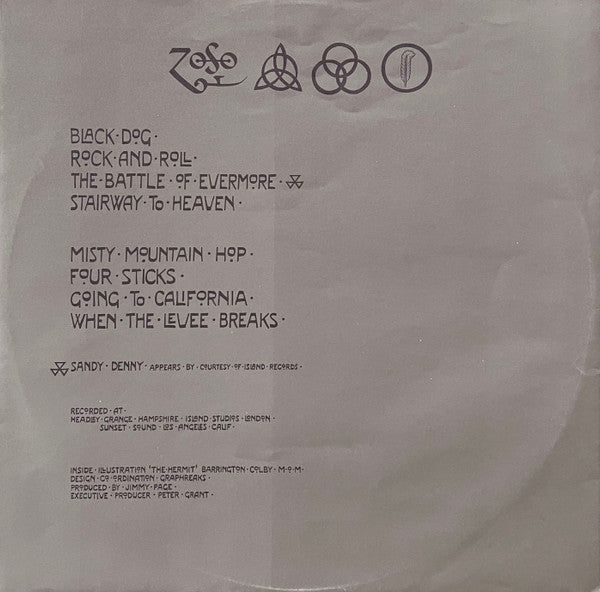 ZOSO
BLACK·DOG·
ROCK·AND·ROLL·
THE·BATTLE·OF·EVERMORE·
STAIRWAY·To·HEAVEN·
MISTY·MOUNTAIN·HOP·
FOUR·STICKS·
GOING·To·CALIFORNIA·
WHEN·THE·LEVEE·BREAKS·
SANDY·DENNY·APPEARS·BY·COURTESY·OF·ISLAND·RECORDS·
RECORDED·AT·
HEADLEY·GRANGE·HAMPSHIRE·ISLAND·STUDIOS·LONDON·
SUNSET·SOUND·LOS·ANGELES·CALIF·
INSIDE·ILLUSTRATION 'THE·HERMIT' BARRINGTON·COLBY·M·O·M·
DESIGN·CO-ORDINATION·GRAPHREAKS·
PRODUCED·BY·JIMMY·PAGE·
EXECUTIVE·PRODUCER·PETER·GRANT·